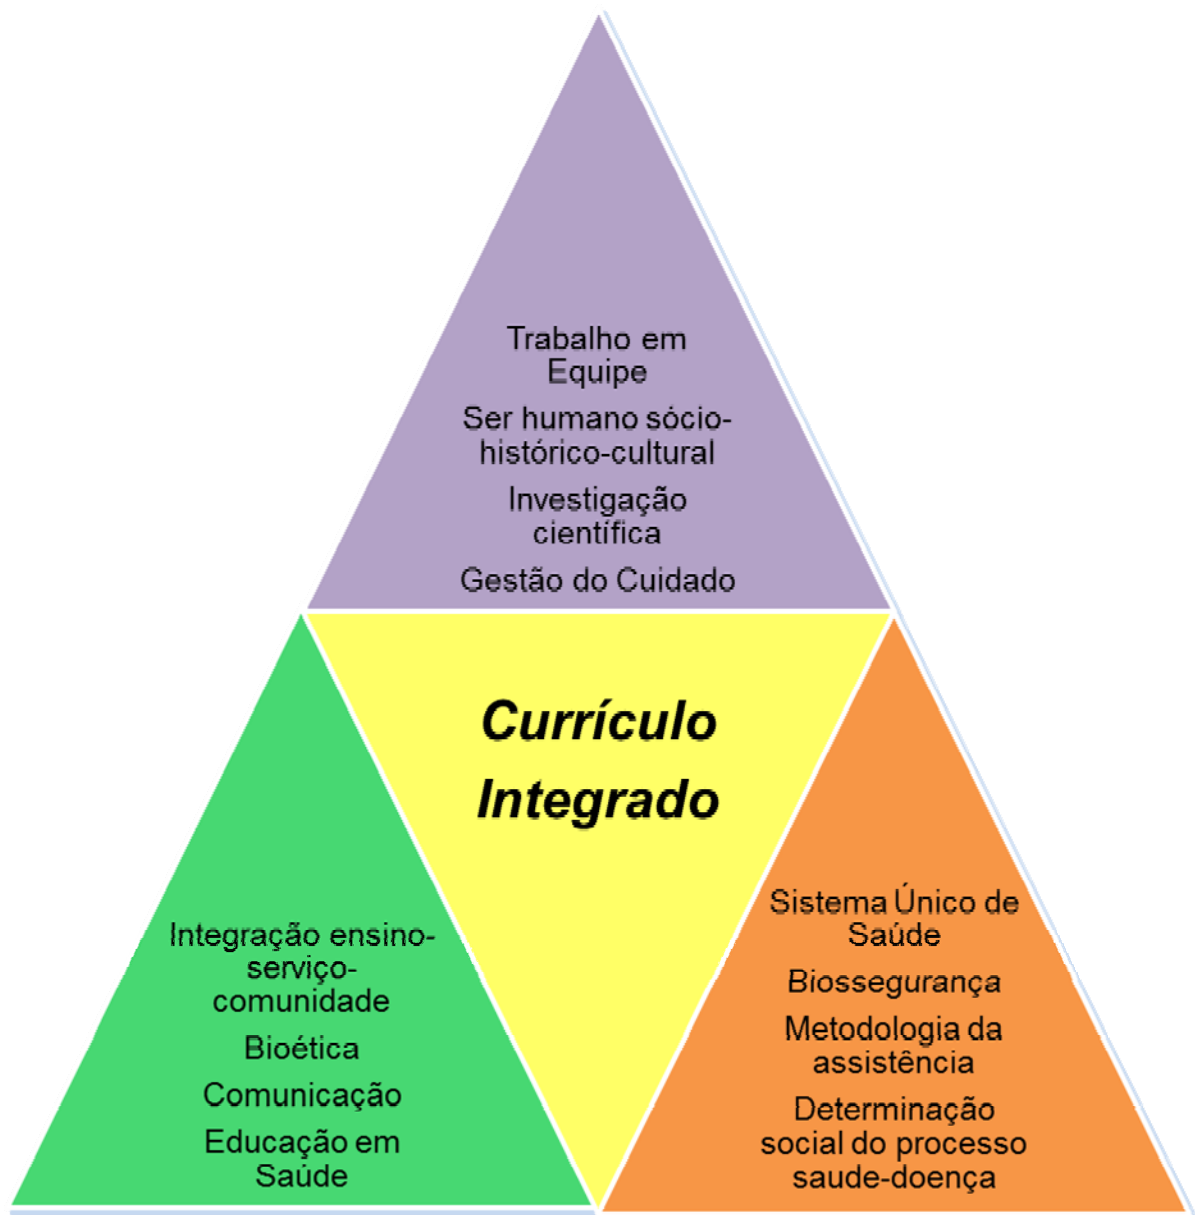 Trabalho em
Equipe
Ser humano sócio-
histórico-cultural
Investigação
científica
Gestão do Cuidado
Currículo
Integrado
Integração ensino-
serviço-
comunidade
Bioética
Comunicação
Educação em
Saúde
Sistema Único de
Saúde
Biossegurança
Metodologia da
assistência
Determinação
social do processo
saude-doença